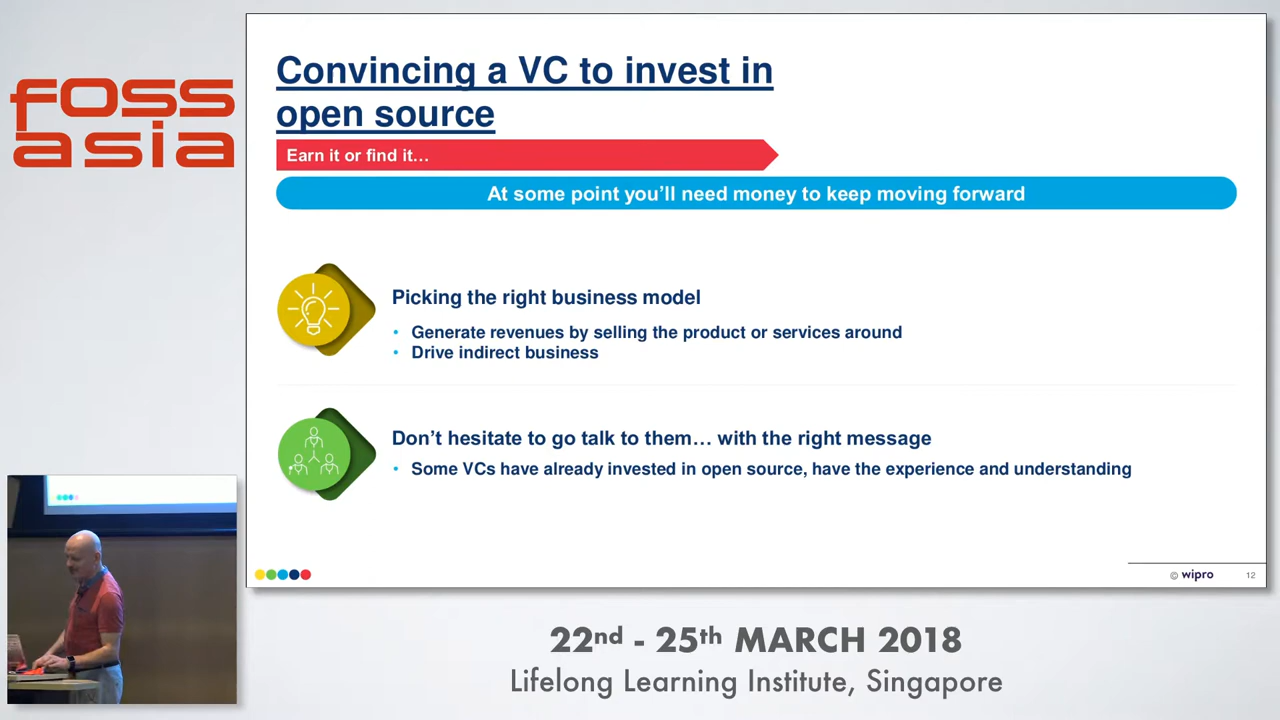 foss
asia
Convincing a VC to invest in
open source
Earn it or find it…
At some point you’ll need money to keep moving forward
Picking the right business model
• Generate revenues by selling the product or services around
• Drive indirect business
Don’t hesitate to go talk to them… with the right message
• Some VCs have already invested in open source, have the experience and understanding
© wipro 12
22nd - 25th MARCH 2018
Lifelong Learning Institute, Singapore